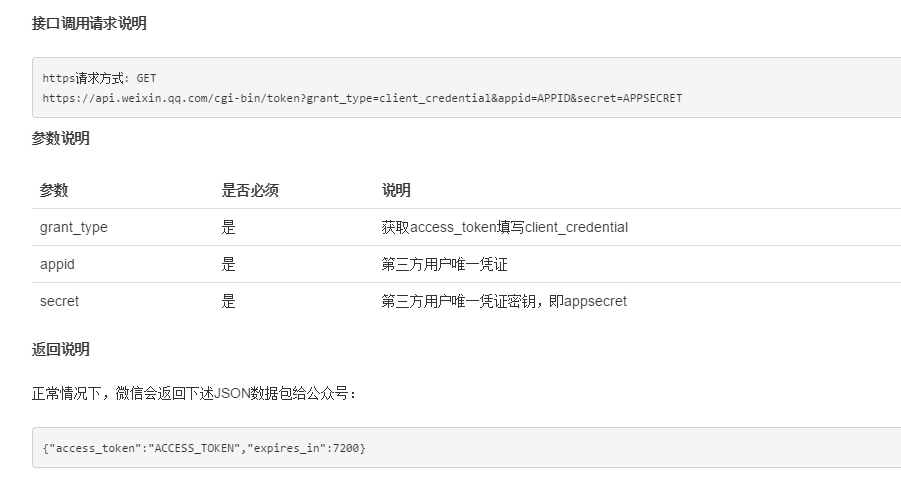 接口调用请求说明
https请求方式: GET
https://api.weixin.qq.com/cgi-bin/token?grant_type=client_credential&appid=APPID&secret=APPSECRET
参数说明
参数 是否必须 说明
grant_type 是 获取access_token填写client_credential
appid 是 第三方用户唯一凭证
secret 是 第三方用户唯一凭证密钥，即appsecret
返回说明
正常情况下，微信会返回下述JSON数据包给公众号：
{"access_token":"ACCESS_TOKEN","expires_in":7200}